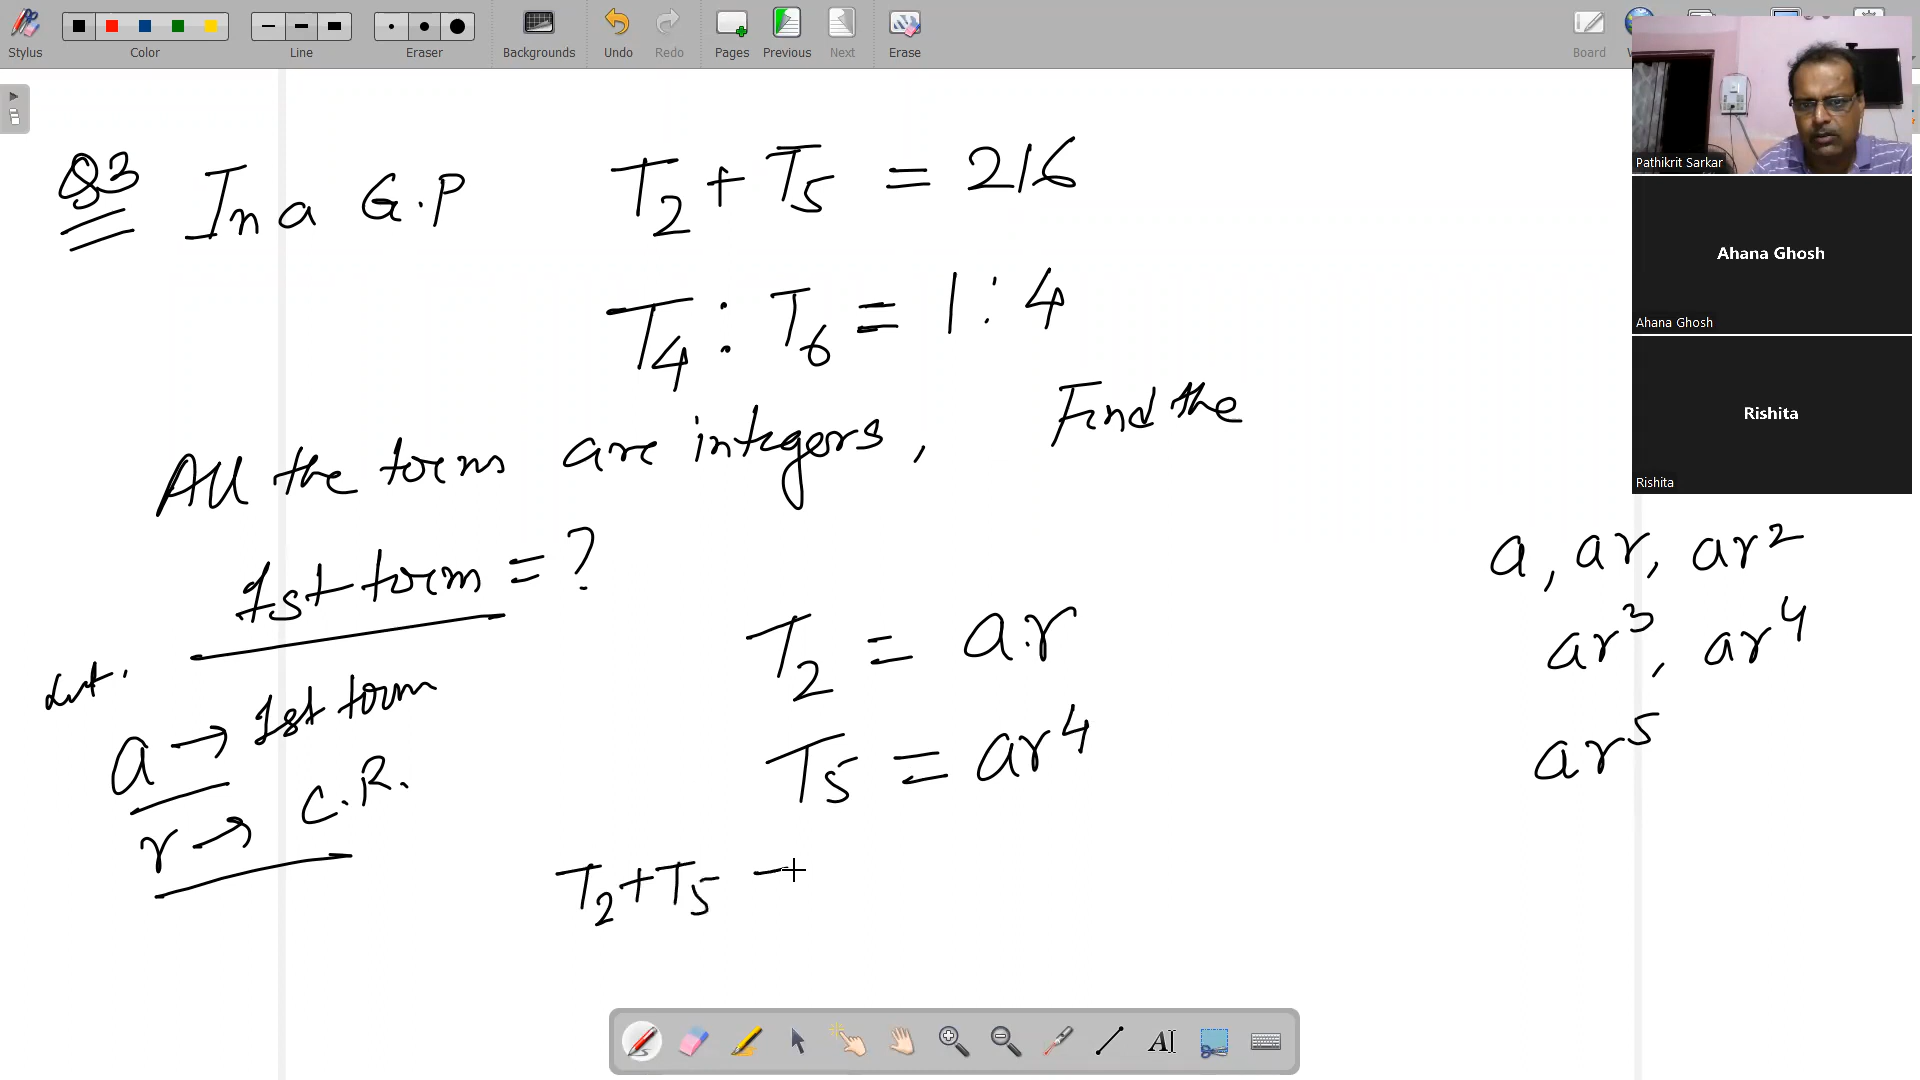 Stylus Color Line Eraser Backgrounds Undo Redo Pages Previous Next Erase Board
Pathikrit Sarkar
Ahana Ghosh
Ahana Ghosh
Rishita
Rishita
Q3 In a G.P T2 + T5 = 216
T4 : T6 = 1 : 4
All the terms are integers, Find the
1st term = ?
Let.
a → 1st term
r → C.R.
T2 = a.r
T5 = ar⁴
T2+T5
a, ar, ar²
ar³, ar⁴
ar⁵
AI